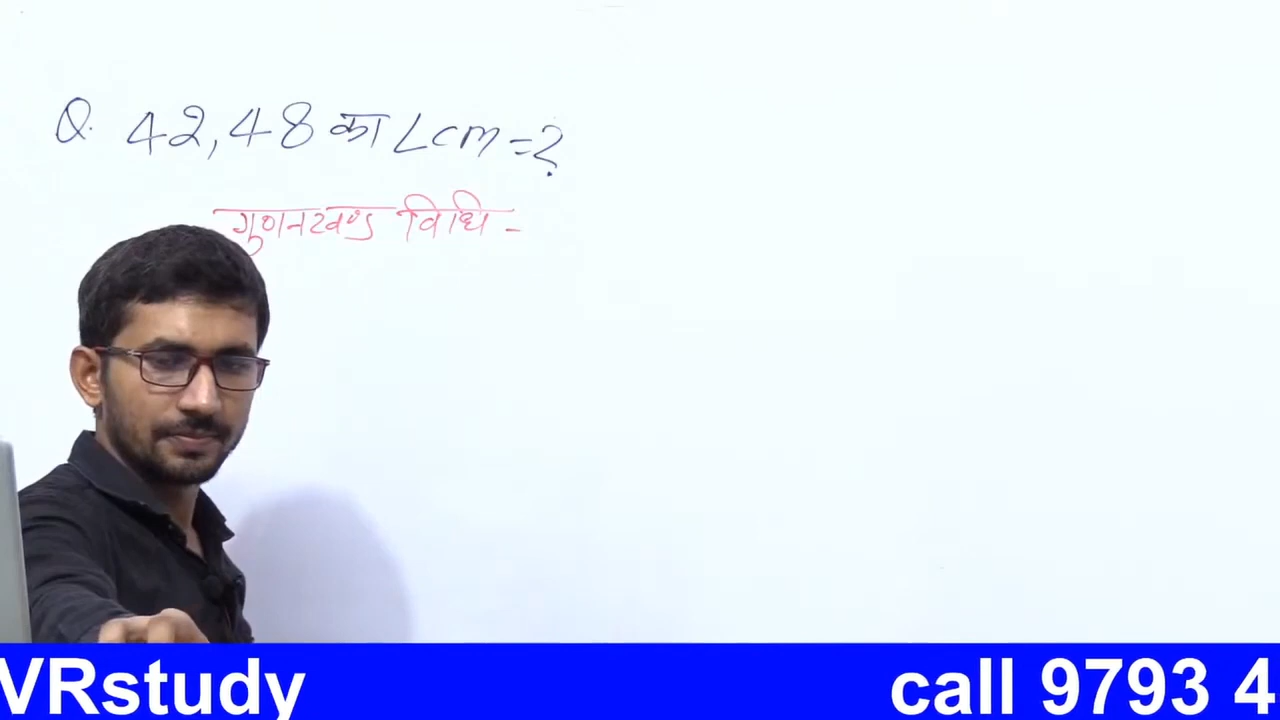 Q. 42, 48 का Lcm = ?
गुणनखण्ड विधि -
VRstudy
call 9793 4